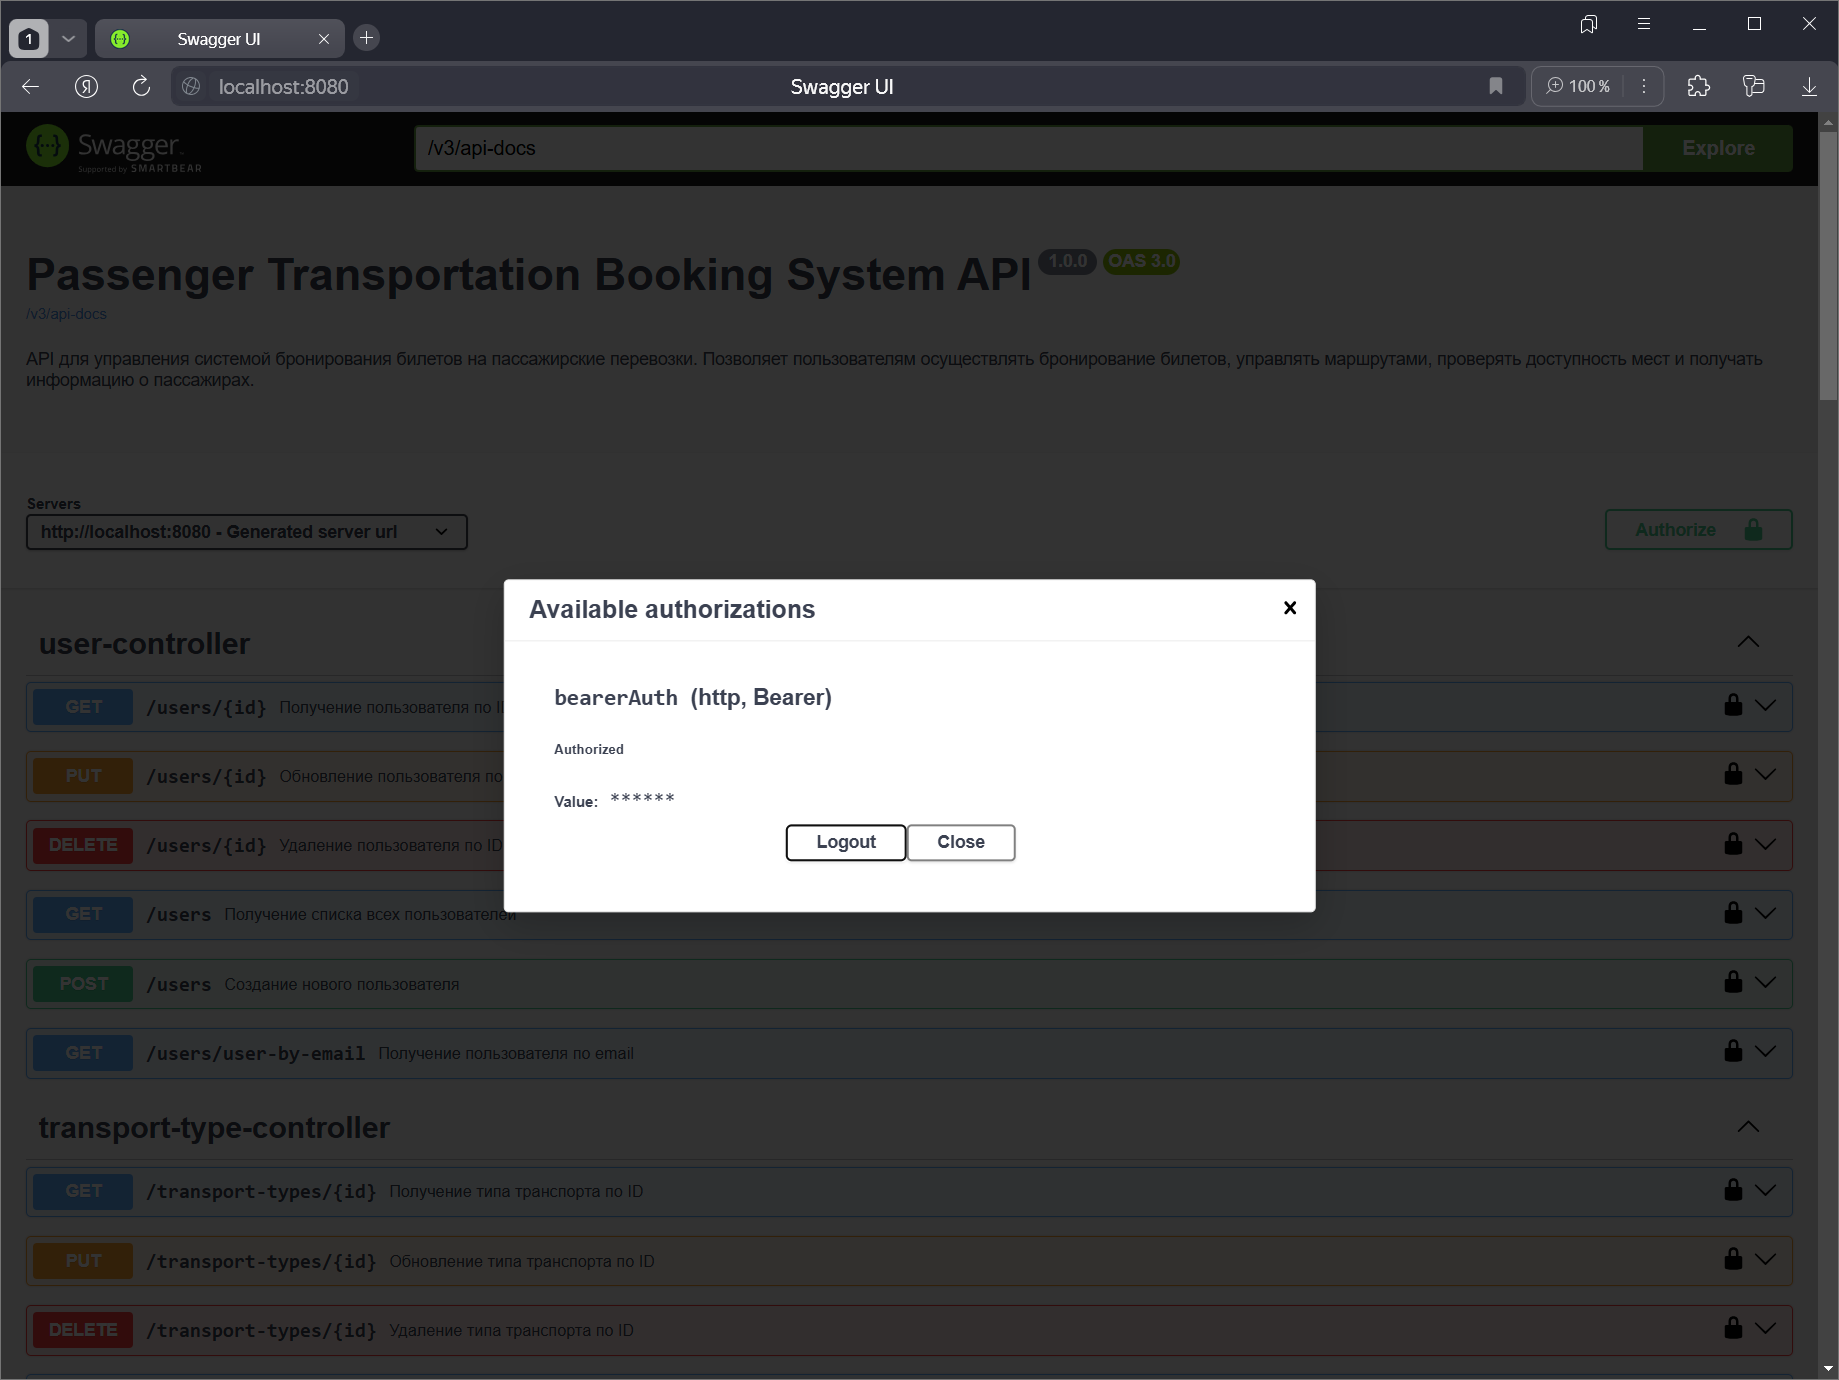 1
Swagger UI
localhost:8080
Swagger UI
100 %
Swagger
Supported by SMARTBEAR
/v3/api-docs
Explore
Passenger Transportation Booking System API 1.0.0 OAS 3.0
/v3/api-docs
API для управления системой бронирования билетов на пассажирские перевозки. Позволяет пользователям осуществлять бронирование билетов, управлять маршрутами, проверять доступность мест и получать
информацию о пассажирах.
Servers
http://localhost:8080 - Generated server url
Authorize
Available authorizations
bearerAuth (http, Bearer)
Authorized
Value: ******
Logout
Close
user-controller
GET /users/{id} Получение пользователя по I
PUT /users/{id} Обновление пользователя по
DELETE /users/{id} Удаление пользователя по ID
GET /users Получение списка всех пользователей
POST /users Создание нового пользователя
GET /users/user-by-email Получение пользователя по email
transport-type-controller
GET /transport-types/{id} Получение типа транспорта по ID
PUT /transport-types/{id} Обновление типа транспорта по ID
DELETE /transport-types/{id} Удаление типа транспорта по ID